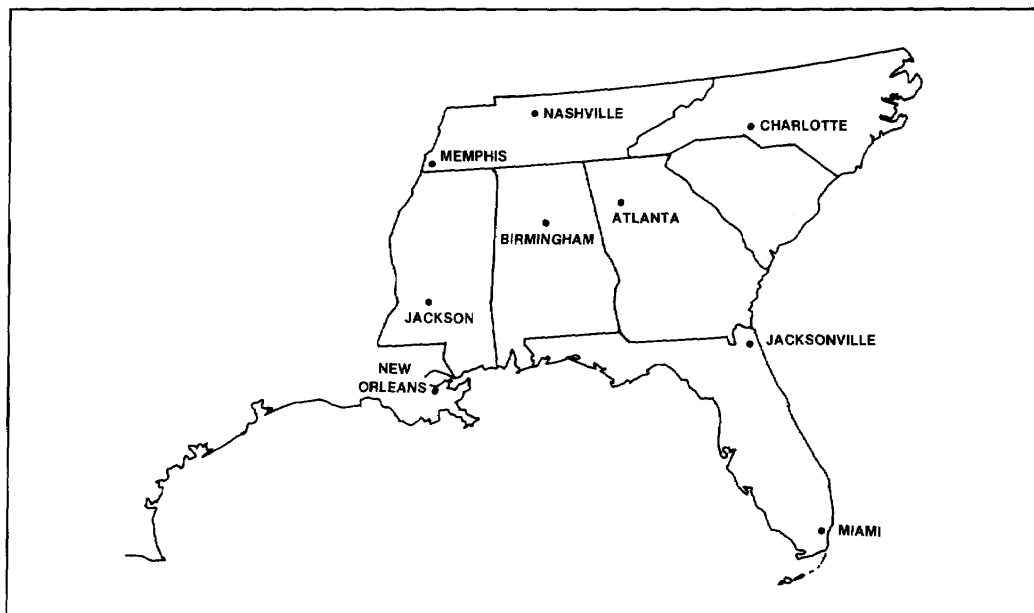 NASHVILLE
CHARLOTTE
MEMPHIS
ATLANTA
BIRMINGHAM
JACKSON
JACKSONVILLE
NEW
ORLEANS
MIAMI